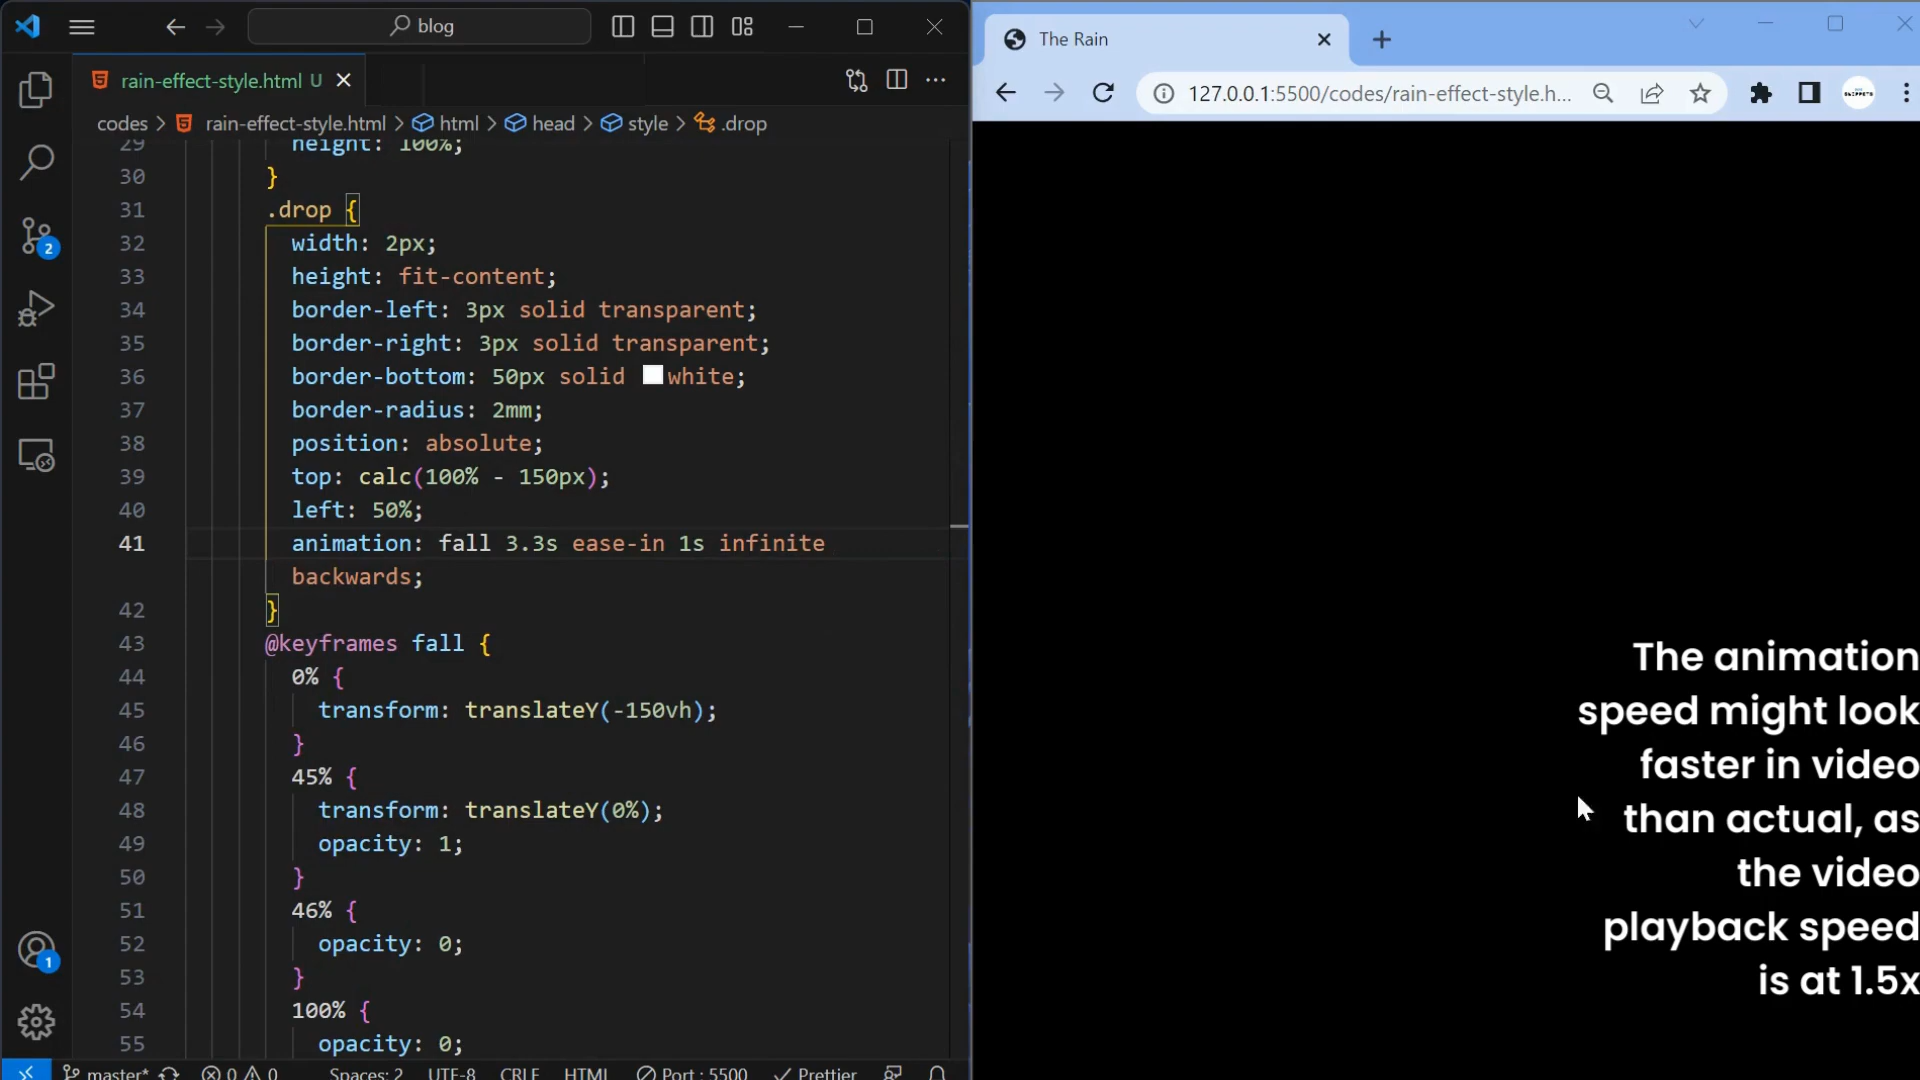 blog
rain-effect-style.html U
codes > rain-effect-style.html > html > head > style > .drop
29 height: 100%;
30 }
31 .drop {
32 width: 2px;
33 height: fit-content;
34 border-left: 3px solid transparent;
35 border-right: 3px solid transparent;
36 border-bottom: 50px solid white;
37 border-radius: 2mm;
38 position: absolute;
39 top: calc(100% - 150px);
40 left: 50%;
41 animation: fall 3.3s ease-in 1s infinite
backwards;
42 }
43 @keyframes fall {
44 0% {
45 transform: translateY(-150vh);
46 }
47 45% {
48 transform: translateY(0%);
49 opacity: 1;
50 }
51 46% {
52 opacity: 0;
53 }
54 100% {
55 opacity: 0;
2
1
master* 0 0 Spaces: 2 UTF-8 CRLF HTML Port : 5500 Prettier
The Rain
127.0.0.1:5500/codes/rain-effect-style.h...
The animation
speed might look
faster in video
than actual, as
the video
playback speed
is at 1.5x